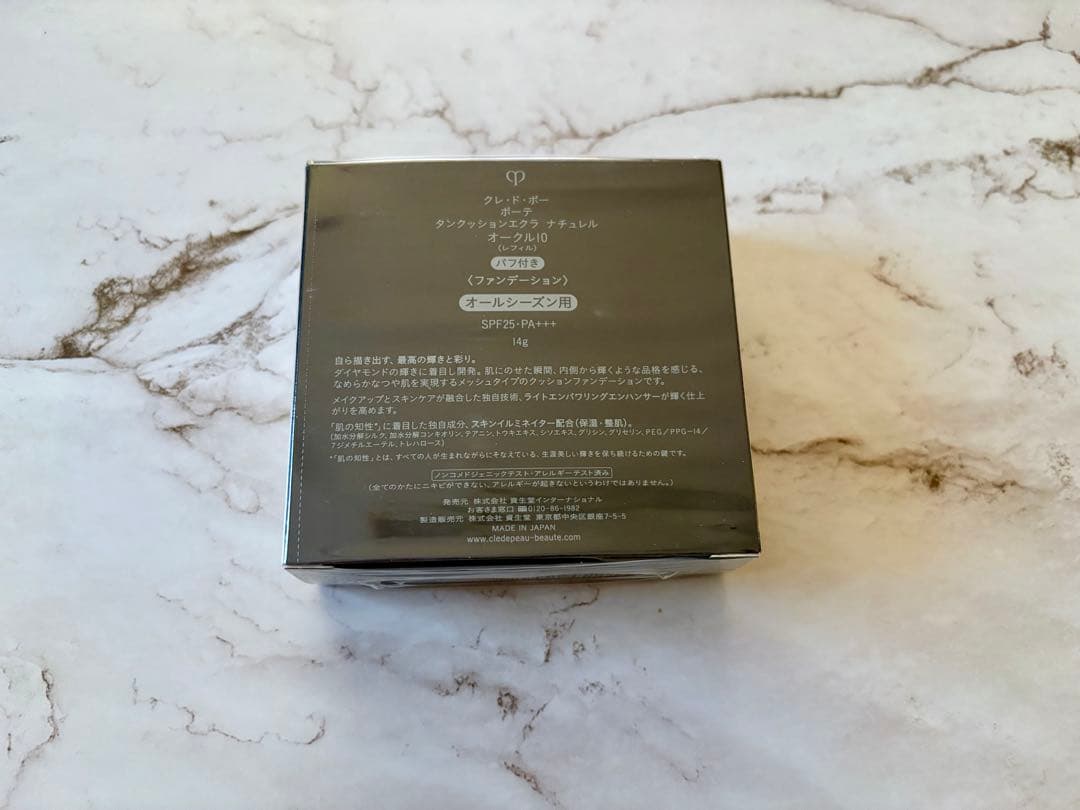 クレ・ド・ポー
ボーテ
タンクッションエクラ ナチュレル
オークル10
(レフィル)
パフ付き
〈ファンデーション〉
オールシーズン用
SPF25・PA+++
14g
自ら描き出す、最高の輝きと彩り。
ダイヤモンドの輝きに着目し開発。肌にのせた瞬間、内側から輝くような品格を感じる、
なめらかなつや肌を実現するメッシュタイプのクッションファンデーションです。
メイクアップとスキンケアが融合した独自技術、ライトエンパワリングエンハンサーが輝く仕上
がりを高めます。
「肌の知性*」に着目した独自成分、スキンイルミネイター配合(保湿・整肌)。
(加水分解シルク、加水分解コンキオリン、テアニン、トウキエキス、シソエキス、グリシン、グリセリン、PEG/PPG-14/
7ジメチルエーテル、トレハロース)
*「肌の知性」とは、すべての人が生まれながらにそなえている、生涯美しい輝きを保ち続けるための鍵です。
ノンコメドジェニックテスト・アレルギーテスト済み
(全てのかたにニキビができない、アレルギーが起きないというわけではありません。)
発売元 株式会社 資生堂インターナショナル
お客さま窓口 0120-86-1982
製造販売元 株式会社 資生堂 東京都中央区銀座7-5-5
MADE IN JAPAN
www.cledepeau-beaute.com